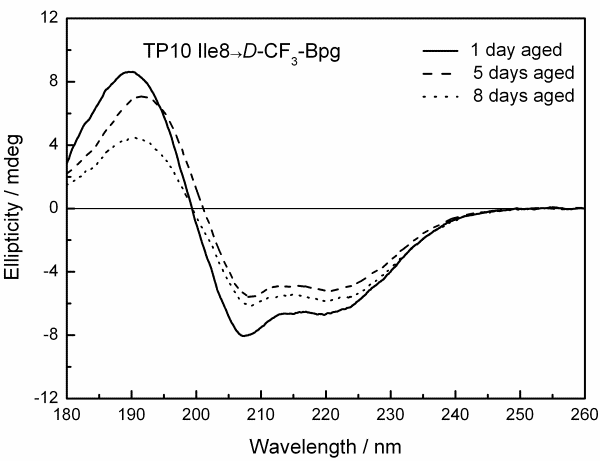 TP10 Ile8→D-CF3-Bpg
1 day aged
5 days aged
8 days aged
Ellipticity / mdeg
12
8
4
0
-4
-8
-12
180 190 200 210 220 230 240 250 260
Wavelength / nm